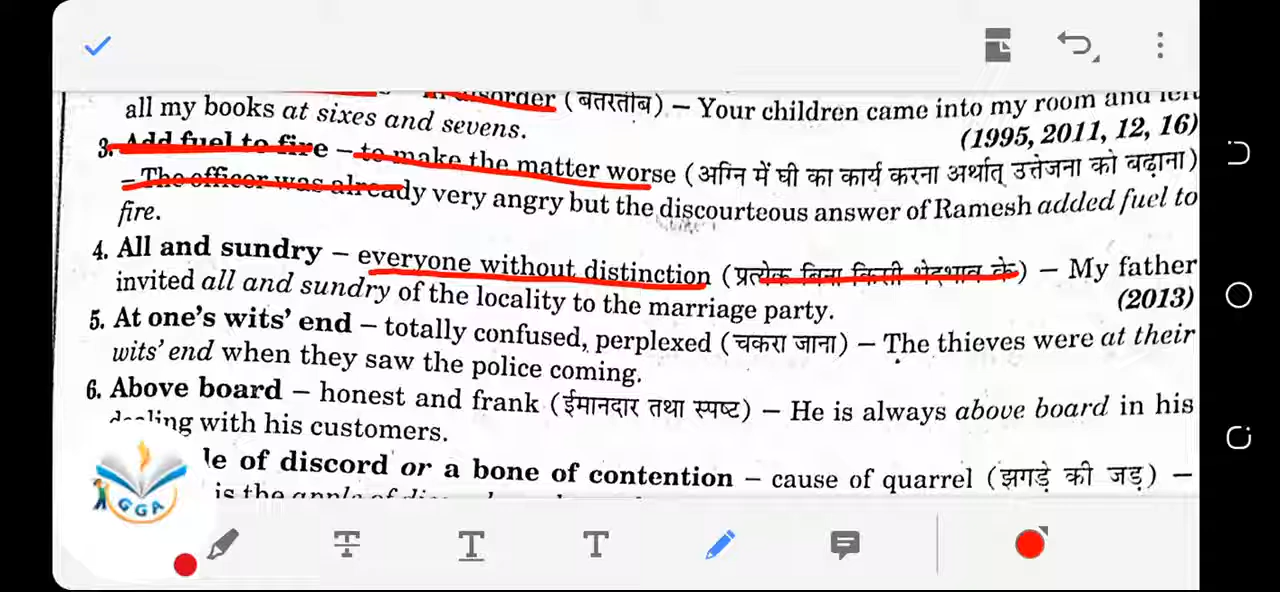 disorder (बेतरतीब) – Your children came into my room and left
all my books at sixes and sevens. (1995, 2011, 12, 16)
3. Add fuel to fire – to make the matter worse (अग्नि में घी का कार्य करना अर्थात् उत्तेजना को बढ़ाना)
– The officer was already very angry but the discourteous answer of Ramesh added fuel to
fire.
4. All and sundry – everyone without distinction (प्रत्येक बिना किसी भेदभाव के) – My father
invited all and sundry of the locality to the marriage party. (2013)
5. At one's wits' end – totally confused, perplexed (चकरा जाना) – The thieves were at their
wits' end when they saw the police coming.
6. Above board – honest and frank (ईमानदार तथा स्पष्ट) – He is always above board in his
dealing with his customers.
le of discord or a bone of contention – cause of quarrel (झगड़े की जड़) –
is the apple of
GGA
T T T